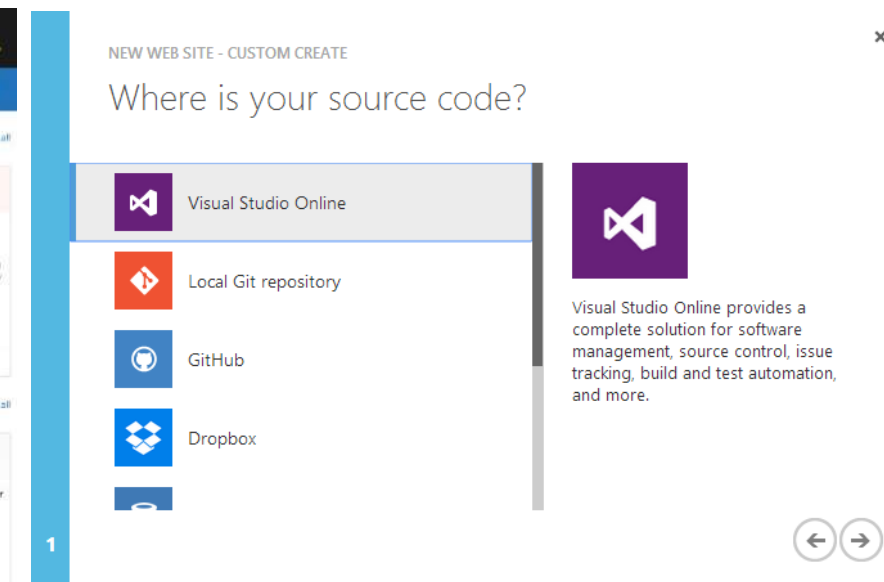 all
NEW WEB SITE - CUSTOM CREATE
Where is your source code?
Visual Studio Online
Local Git repository
GitHub
Dropbox
Visual Studio Online provides a
complete solution for software
management, source control, issue
tracking, build and test automation,
and more.
all
1